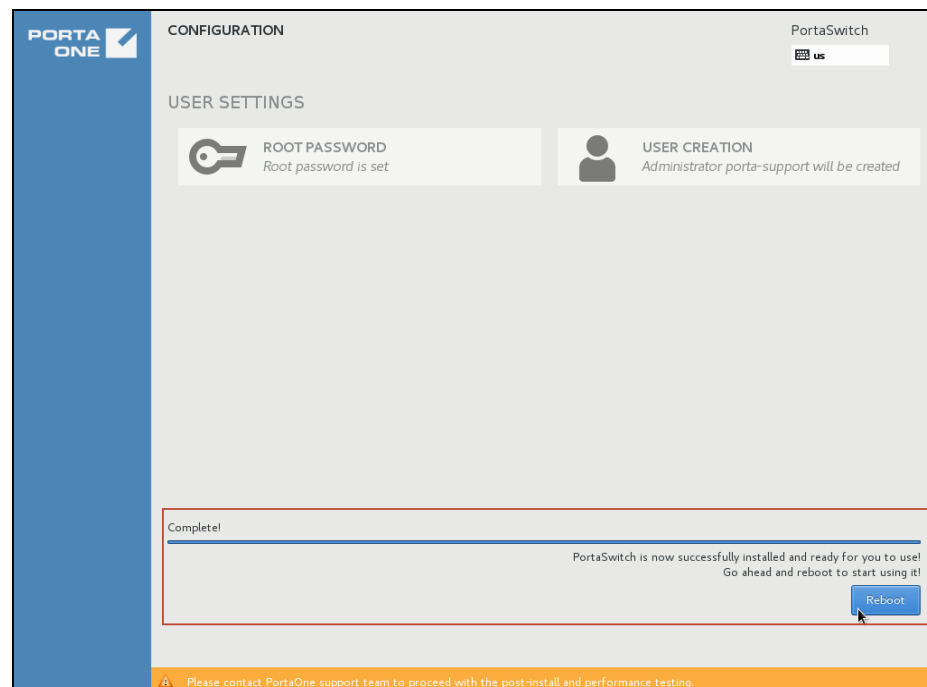 PORTA ONE
CONFIGURATION
PortaSwitch
us
USER SETTINGS
ROOT PASSWORD
Root password is set
USER CREATION
Administrator porta-support will be created
Complete!
PortaSwitch is now successfully installed and ready for you to use!
Go ahead and reboot to start using it!
Reboot
Please contact PortaOne support team to proceed with the post-install and performance testing.